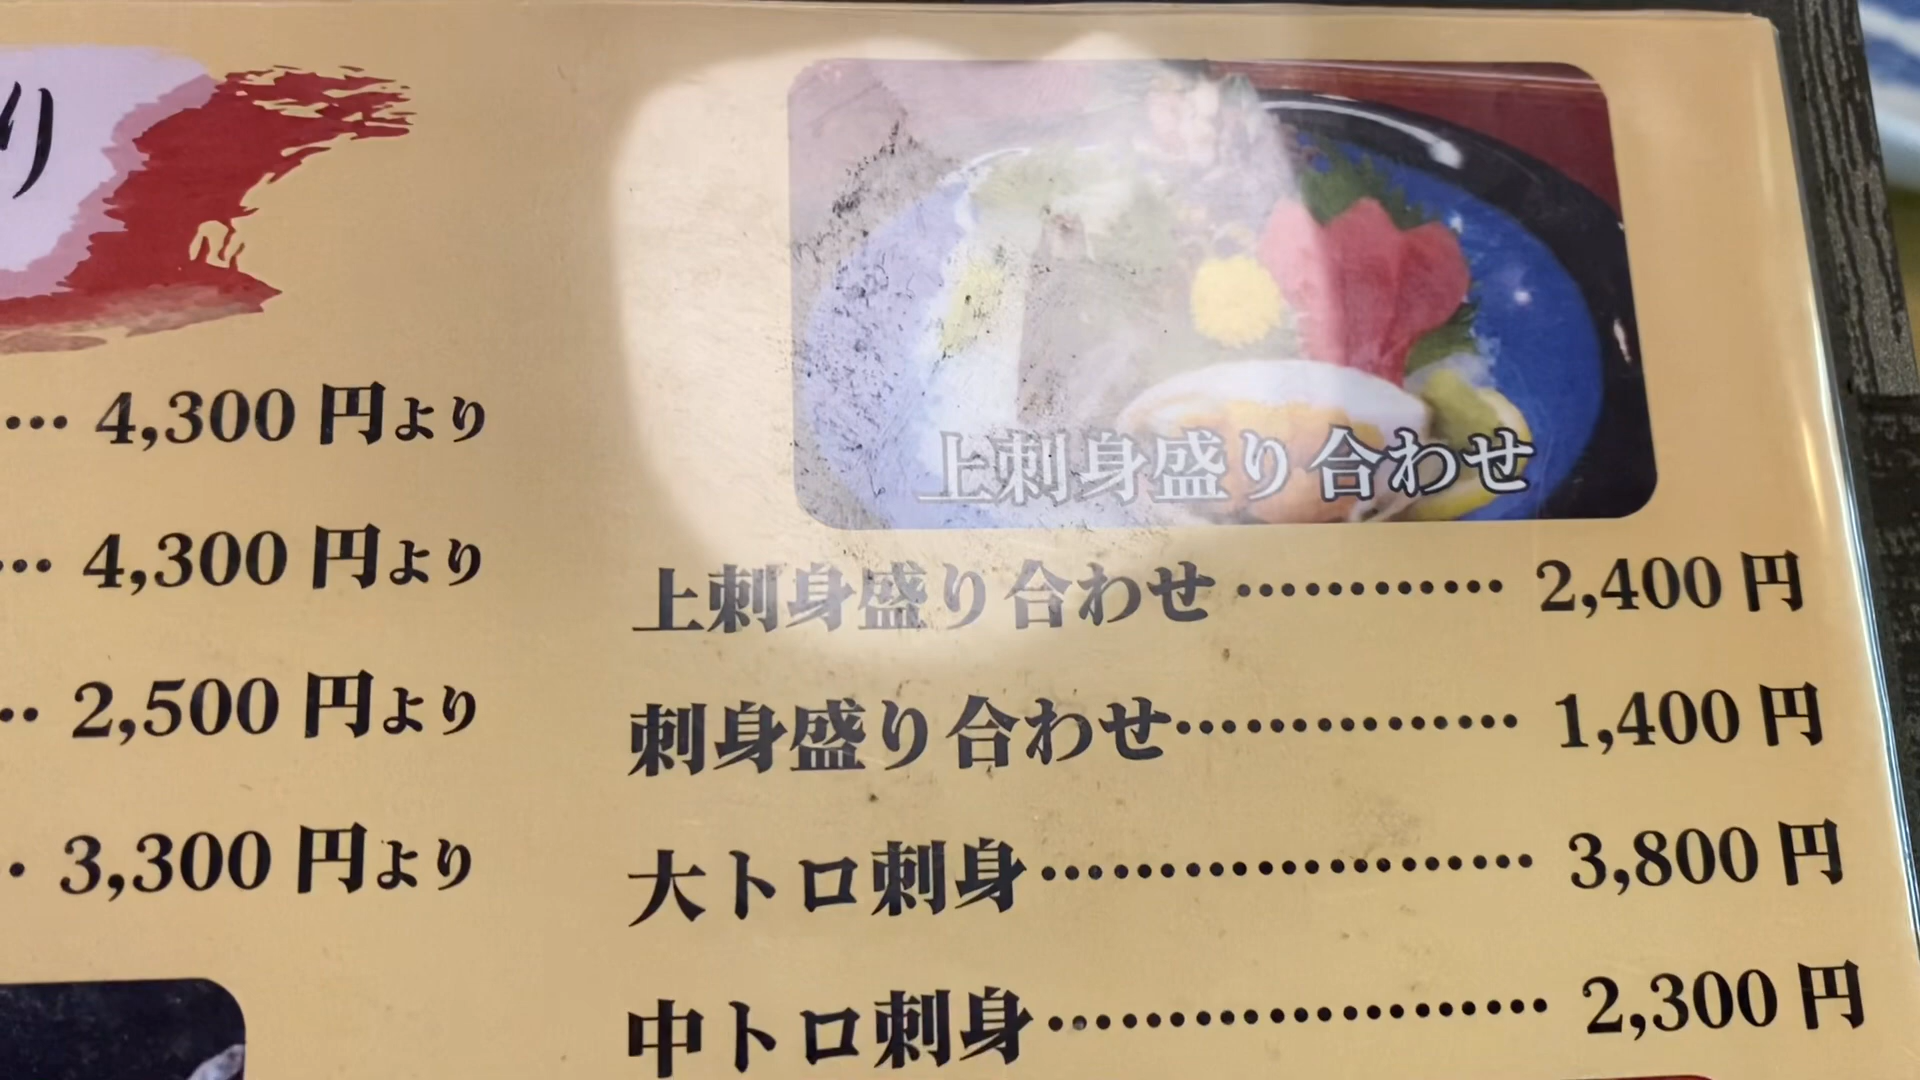 り
… 4,300 円より
… 4,300 円より
… 2,500 円より
… 3,300 円より
上刺身盛り合わせ
上刺身盛り合わせ ………… 2,400 円
刺身盛り合わせ …………… 1,400 円
大トロ刺身 ………………… 3,800 円
中トロ刺身 ………………… 2,300 円